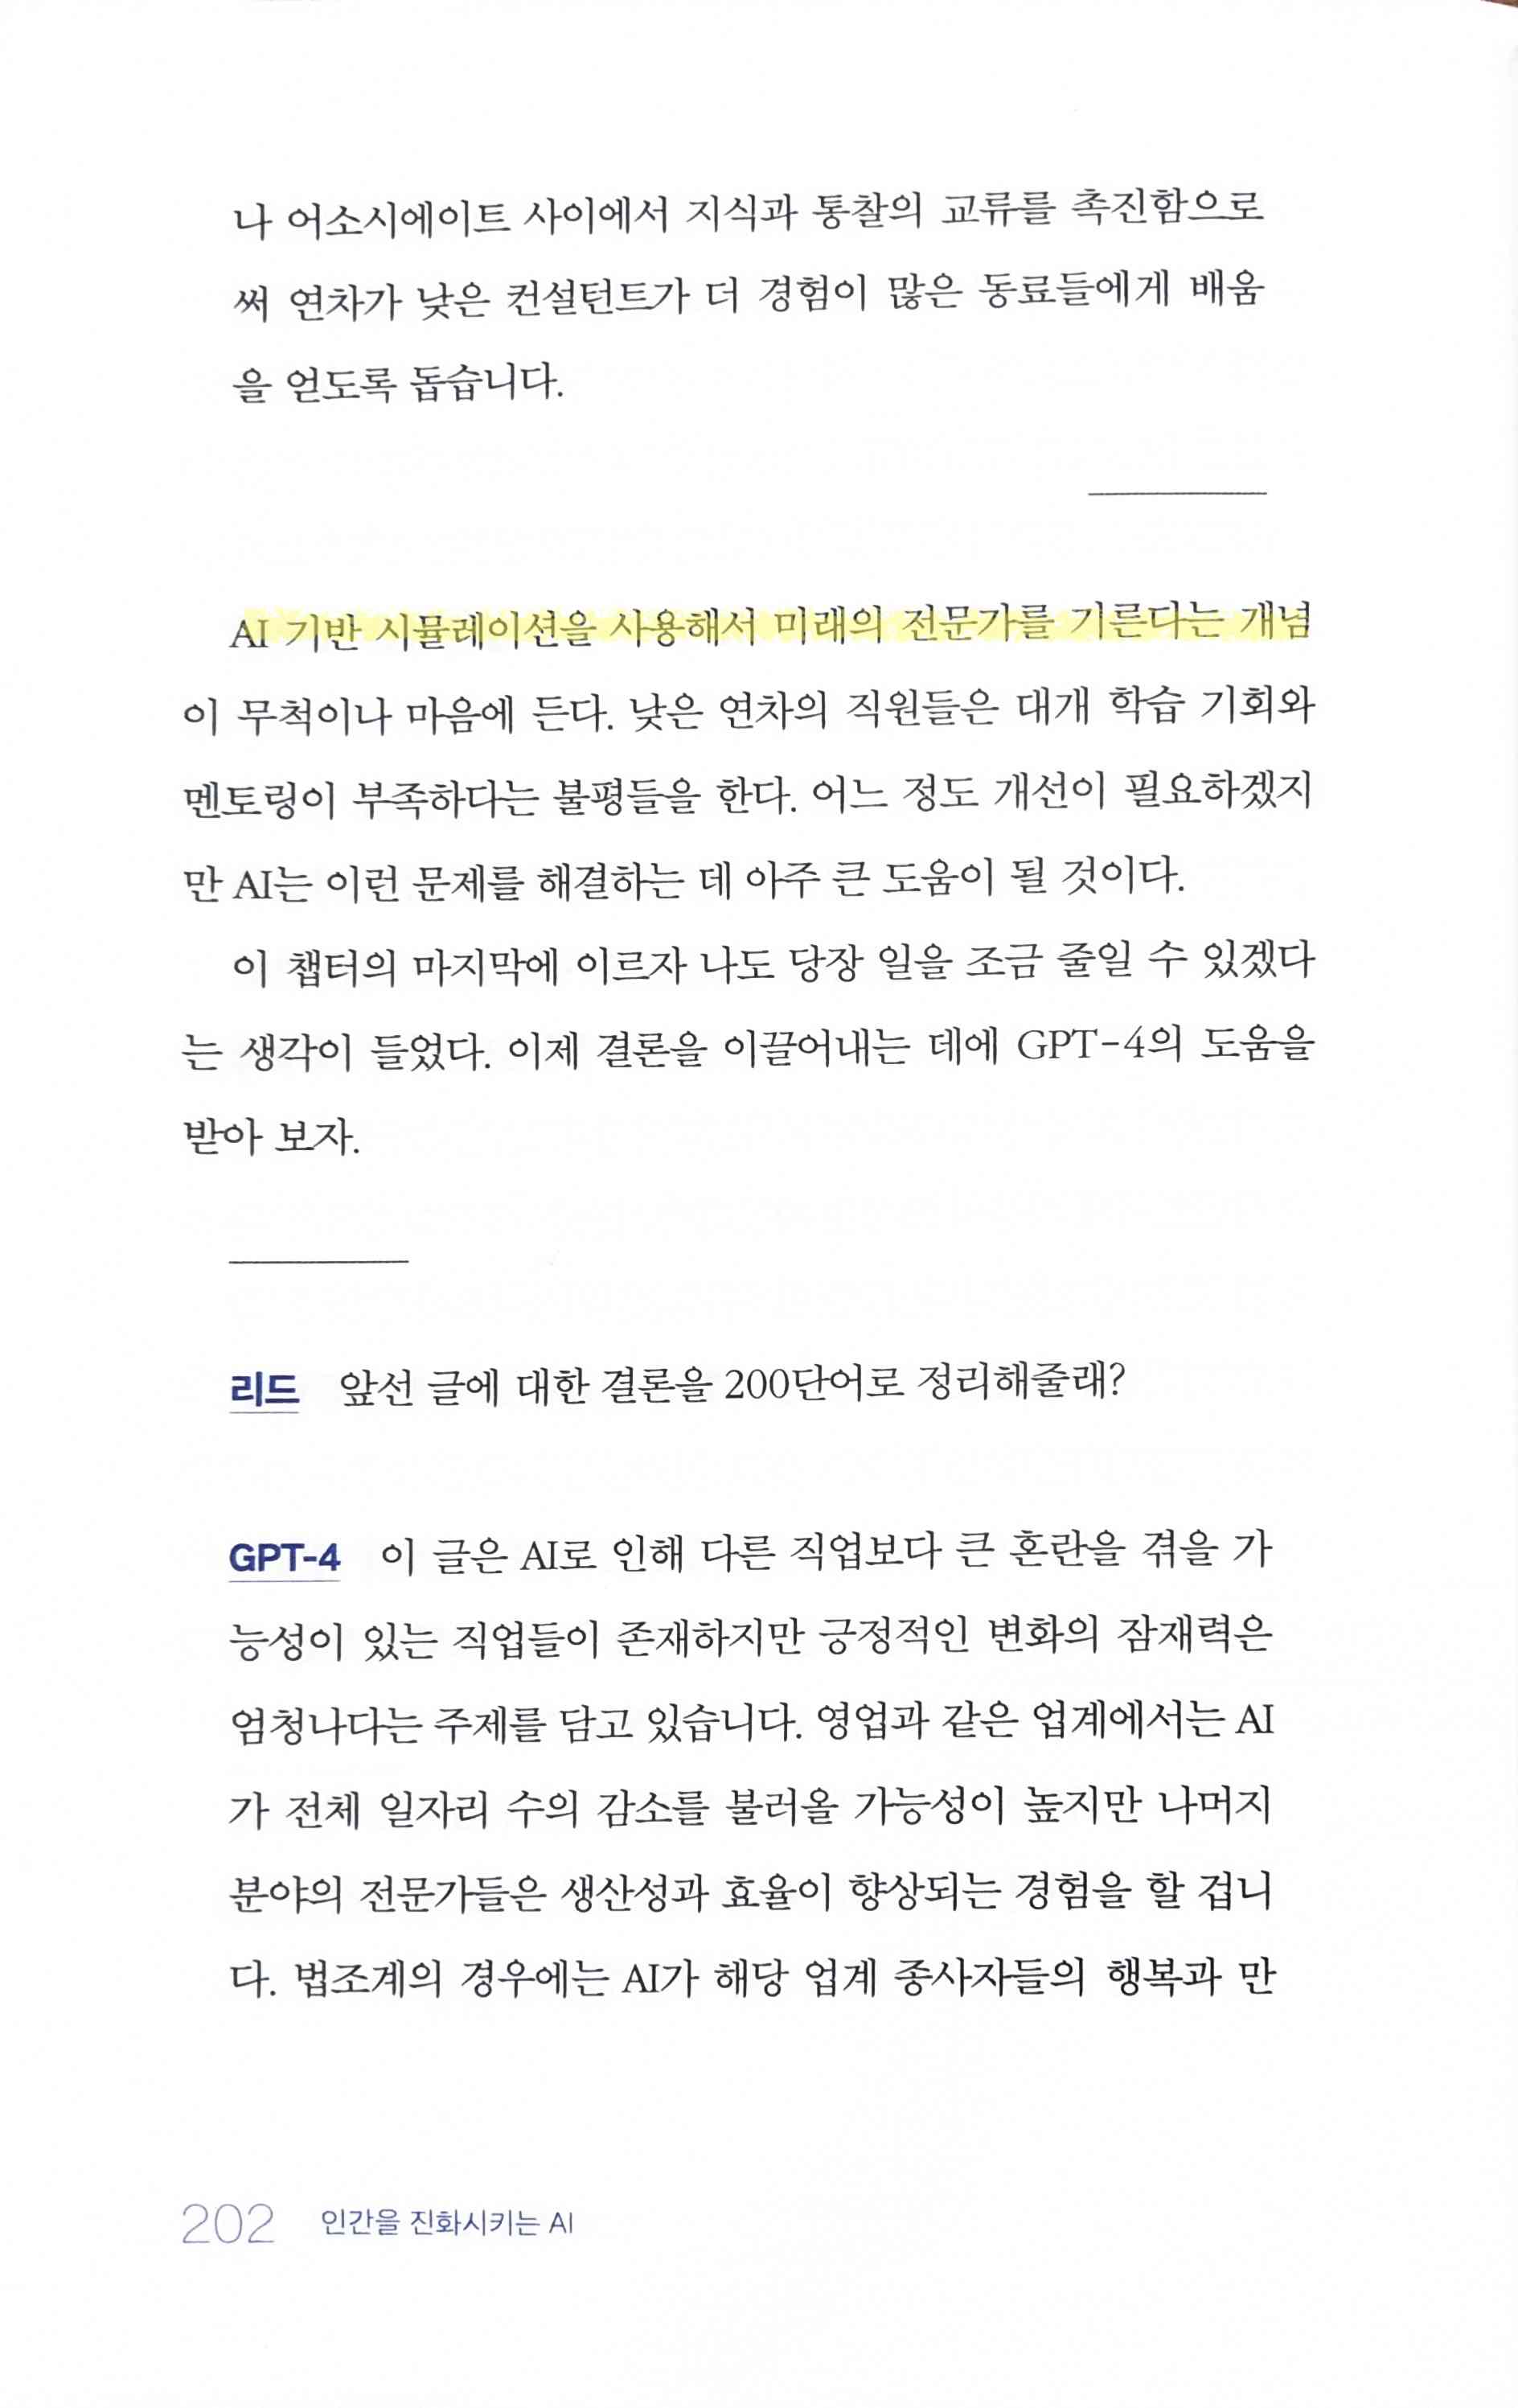 나 어소시에이트 사이에서 지식과 통찰의 교류를 촉진함으로
써 연차가 낮은 컨설턴트가 더 경험이 많은 동료들에게 배움
을 얻도록 돕습니다.
AI 기반 시뮬레이션을 사용해서 미래의 전문가를 기른다는 개념
이 무척이나 마음에 든다. 낮은 연차의 직원들은 대개 학습 기회와
멘토링이 부족하다는 불평들을 한다. 어느 정도 개선이 필요하겠지
만 AI는 이런 문제를 해결하는 데 아주 큰 도움이 될 것이다.
이 챕터의 마지막에 이르자 나도 당장 일을 조금 줄일 수 있겠다
는 생각이 들었다. 이제 결론을 이끌어내는 데에 GPT-4의 도움을
받아 보자.
리드 앞선 글에 대한 결론을 200단어로 정리해줄래?
GPT-4 이 글은 AI로 인해 다른 직업보다 큰 혼란을 겪을 가
능성이 있는 직업들이 존재하지만 긍정적인 변화의 잠재력은
엄청나다는 주제를 담고 있습니다. 영업과 같은 업계에서는 AI
가 전체 일자리 수의 감소를 불러올 가능성이 높지만 나머지
분야의 전문가들은 생산성과 효율이 향상되는 경험을 할 겁니
다. 법조계의 경우에는 AI가 해당 업계 종사자들의 행복과 만
202 인간을 진화시키는 AI